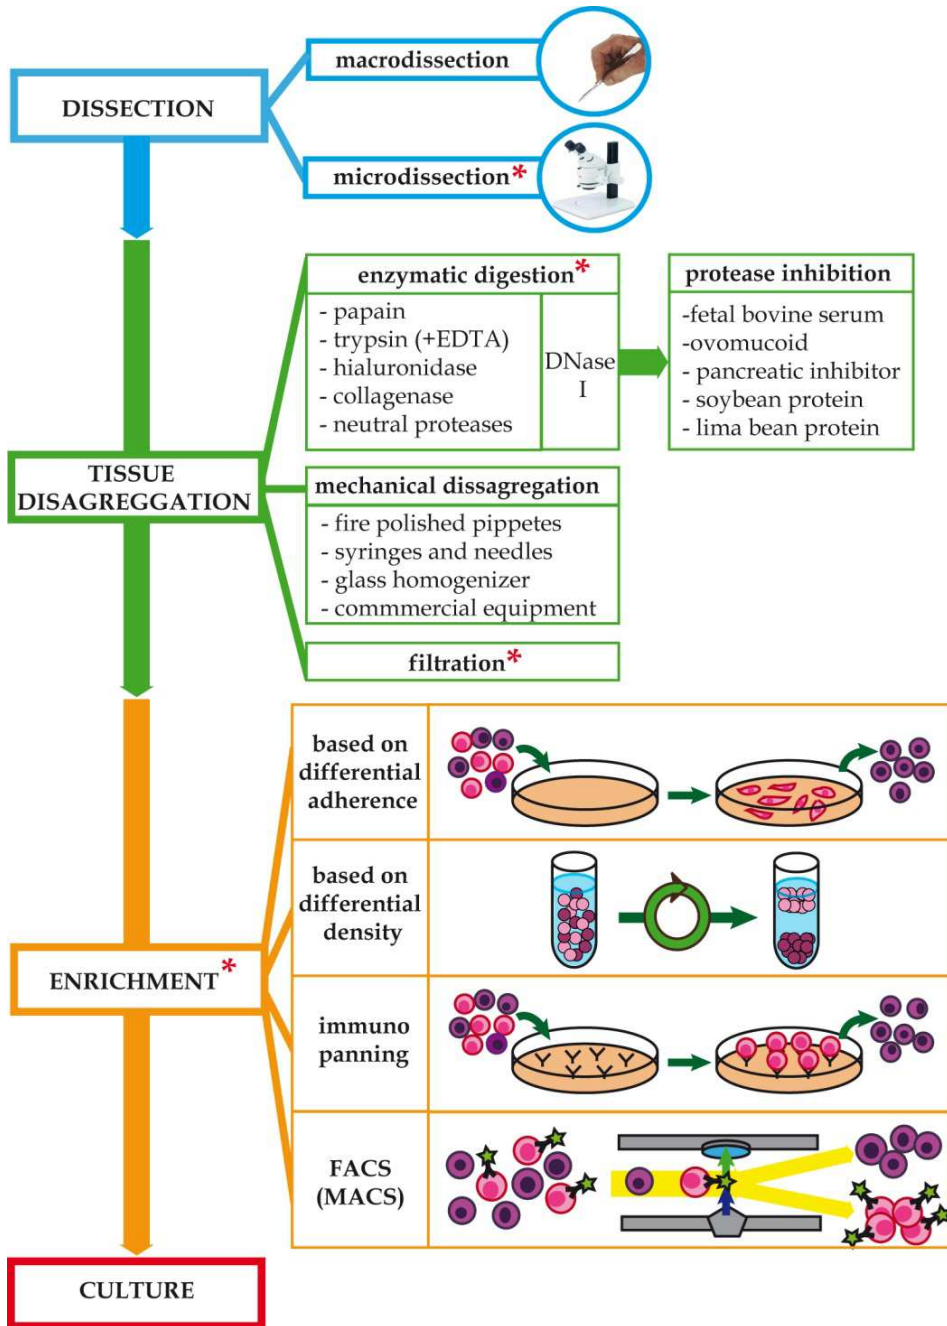 macrodissection
DISSECTION
microdissection*
enzymatic digestion*
- papain
- trypsin (+EDTA)
- hialuronidase
- collagenase
- neutral proteases
DNase
I
protease inhibition
-fetal bovine serum
-ovomucoid
- pancreatic inhibitor
- soybean protein
- lima bean protein
TISSUE
DISAGREGGATION
mechanical dissagregation
- fire polished pippetes
- syringes and needles
- glass homogenizer
- commmercial equipment
filtration*
based on
differential
adherence
based on
differential
density
ENRICHMENT*
immuno
panning
FACS
(MACS)
CULTURE